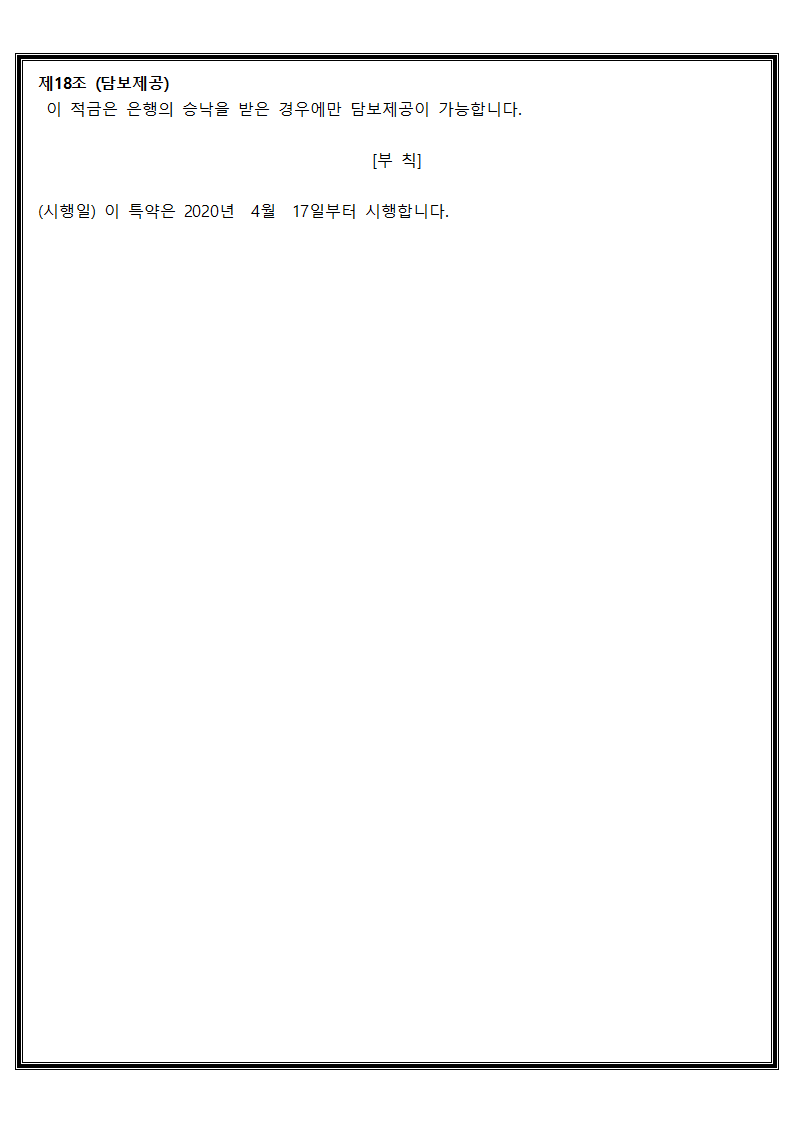 제18조 (담보제공)
이 적금은 은행의 승낙을 받은 경우에만 담보제공이 가능합니다.
[부 칙]
(시행일) 이 특약은 2020년 4월 17일부터 시행합니다.